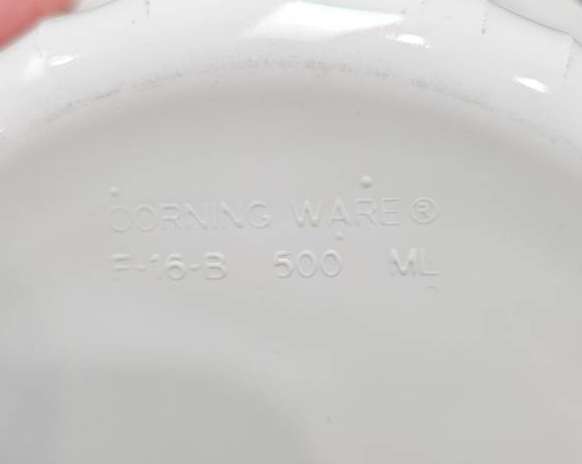 CORNING WARE®
F-16-B 500 ML